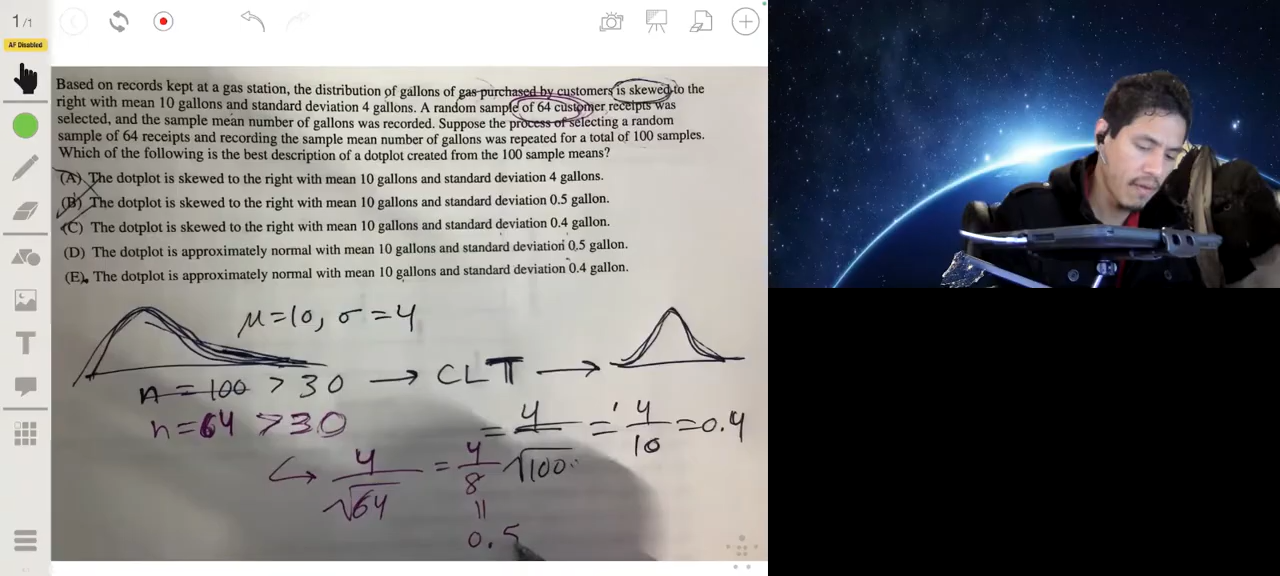 1/1
AF Disabled
Based on records kept at a gas station, the distribution of gallons of gas purchased by customers is skewed to the
right with mean 10 gallons and standard deviation 4 gallons. A random sample of 64 customer receipts was
selected, and the sample mean number of gallons was recorded. Suppose the process of selecting a random
sample of 64 receipts and recording the sample mean number of gallons was repeated for a total of 100 samples.
Which of the following is the best description of a dotplot created from the 100 sample means?
(A) The dotplot is skewed to the right with mean 10 gallons and standard deviation 4 gallons.
(B) The dotplot is skewed to the right with mean 10 gallons and standard deviation 0.5 gallon.
(C) The dotplot is skewed to the right with mean 10 gallons and standard deviation 0.4 gallon.
(D) The dotplot is approximately normal with mean 10 gallons and standard deviation 0.5 gallon.
(E) The dotplot is approximately normal with mean 10 gallons and standard deviation 0.4 gallon.
μ=10, σ=4
n=100 > 30 → CLT →
n=64 > 30
= 4/√100 = 4/10 = 0.4
↪ 4/√64 = 4/8
=
0.5
T